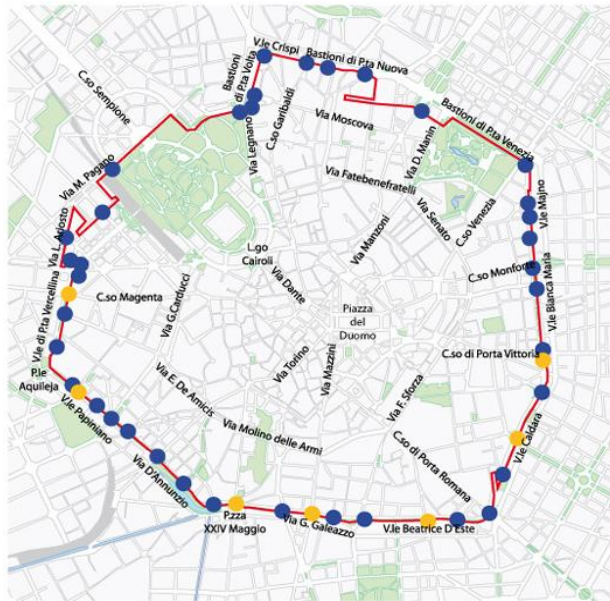 V.le Crispi
Bastioni di P.ta Nuova
Bastioni
di P.ta Volta
C.so Sempione
Via Legnano
C.so Garibaldi
Via Moscova
Via D. Manin
Bastioni di P.ta Venezia
Via M. Pagano
Via Fatebenefratelli
V.le Majno
Via Senato
C.so Venezia
Via L. Ariosto
L.go
Cairoli
Via Manzoni
C.so Monforte
V.le Bianca Maria
Via Dante
C.so Magenta
Via G.Carducci
V.le di P.ta Vercellina
Piazza
del
Duomo
C.so di Porta Vittoria
P.le
Aquileja
Via Torino
Via Mazzini
Via E. De Amicis
Via F. Sforza
V.le Papiniano
Via Molino delle Armi
C.so di Porta Romana
V.le Caldara
Via D'Annunzio
P.zza
XXIV Maggio
Via G. Galeazzo
V.le Beatrice D'Este